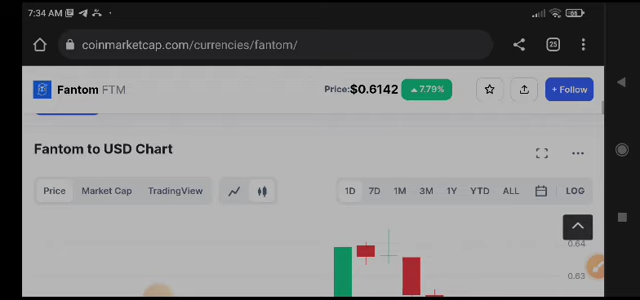 7:34 AM
coinmarketcap.com/currencies/fantom/
25
Fantom FTM
Price:$0.6142
7.79%
+ Follow
Fantom to USD Chart
Price Market Cap TradingView
1D 7D 1M 3M 1Y YTD ALL LOG
0.64
0.63